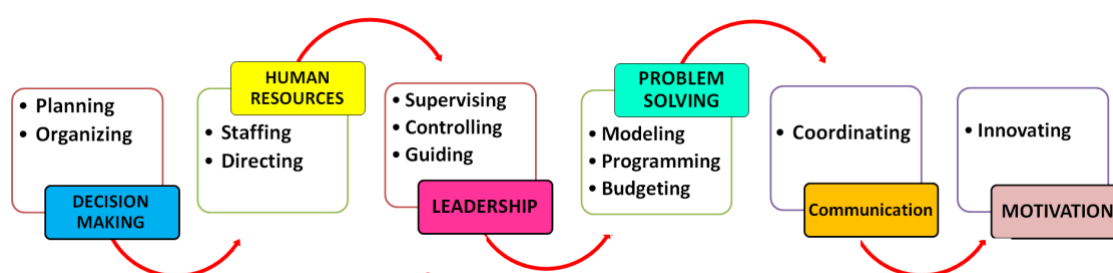 • Planning
• Organizing
DECISION
MAKING
HUMAN
RESOURCES
• Staffing
• Directing
• Supervising
• Controlling
• Guiding
LEADERSHIP
PROBLEM
SOLVING
• Modeling
• Programming
• Budgeting
• Coordinating
Communication
• Innovating
MOTIVATION